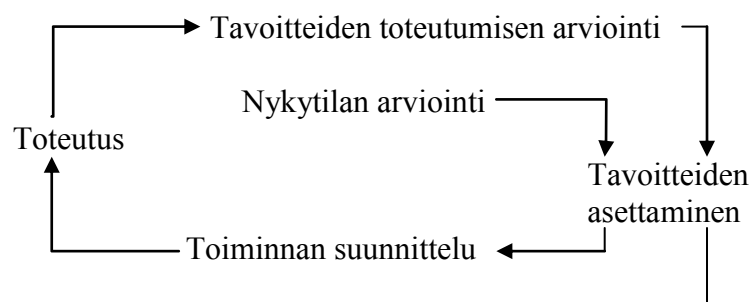 Tavoitteiden toteutumisen arviointi
Nykytilan arviointi
Toteutus
Tavoitteiden
asettaminen
Toiminnan suunnittelu